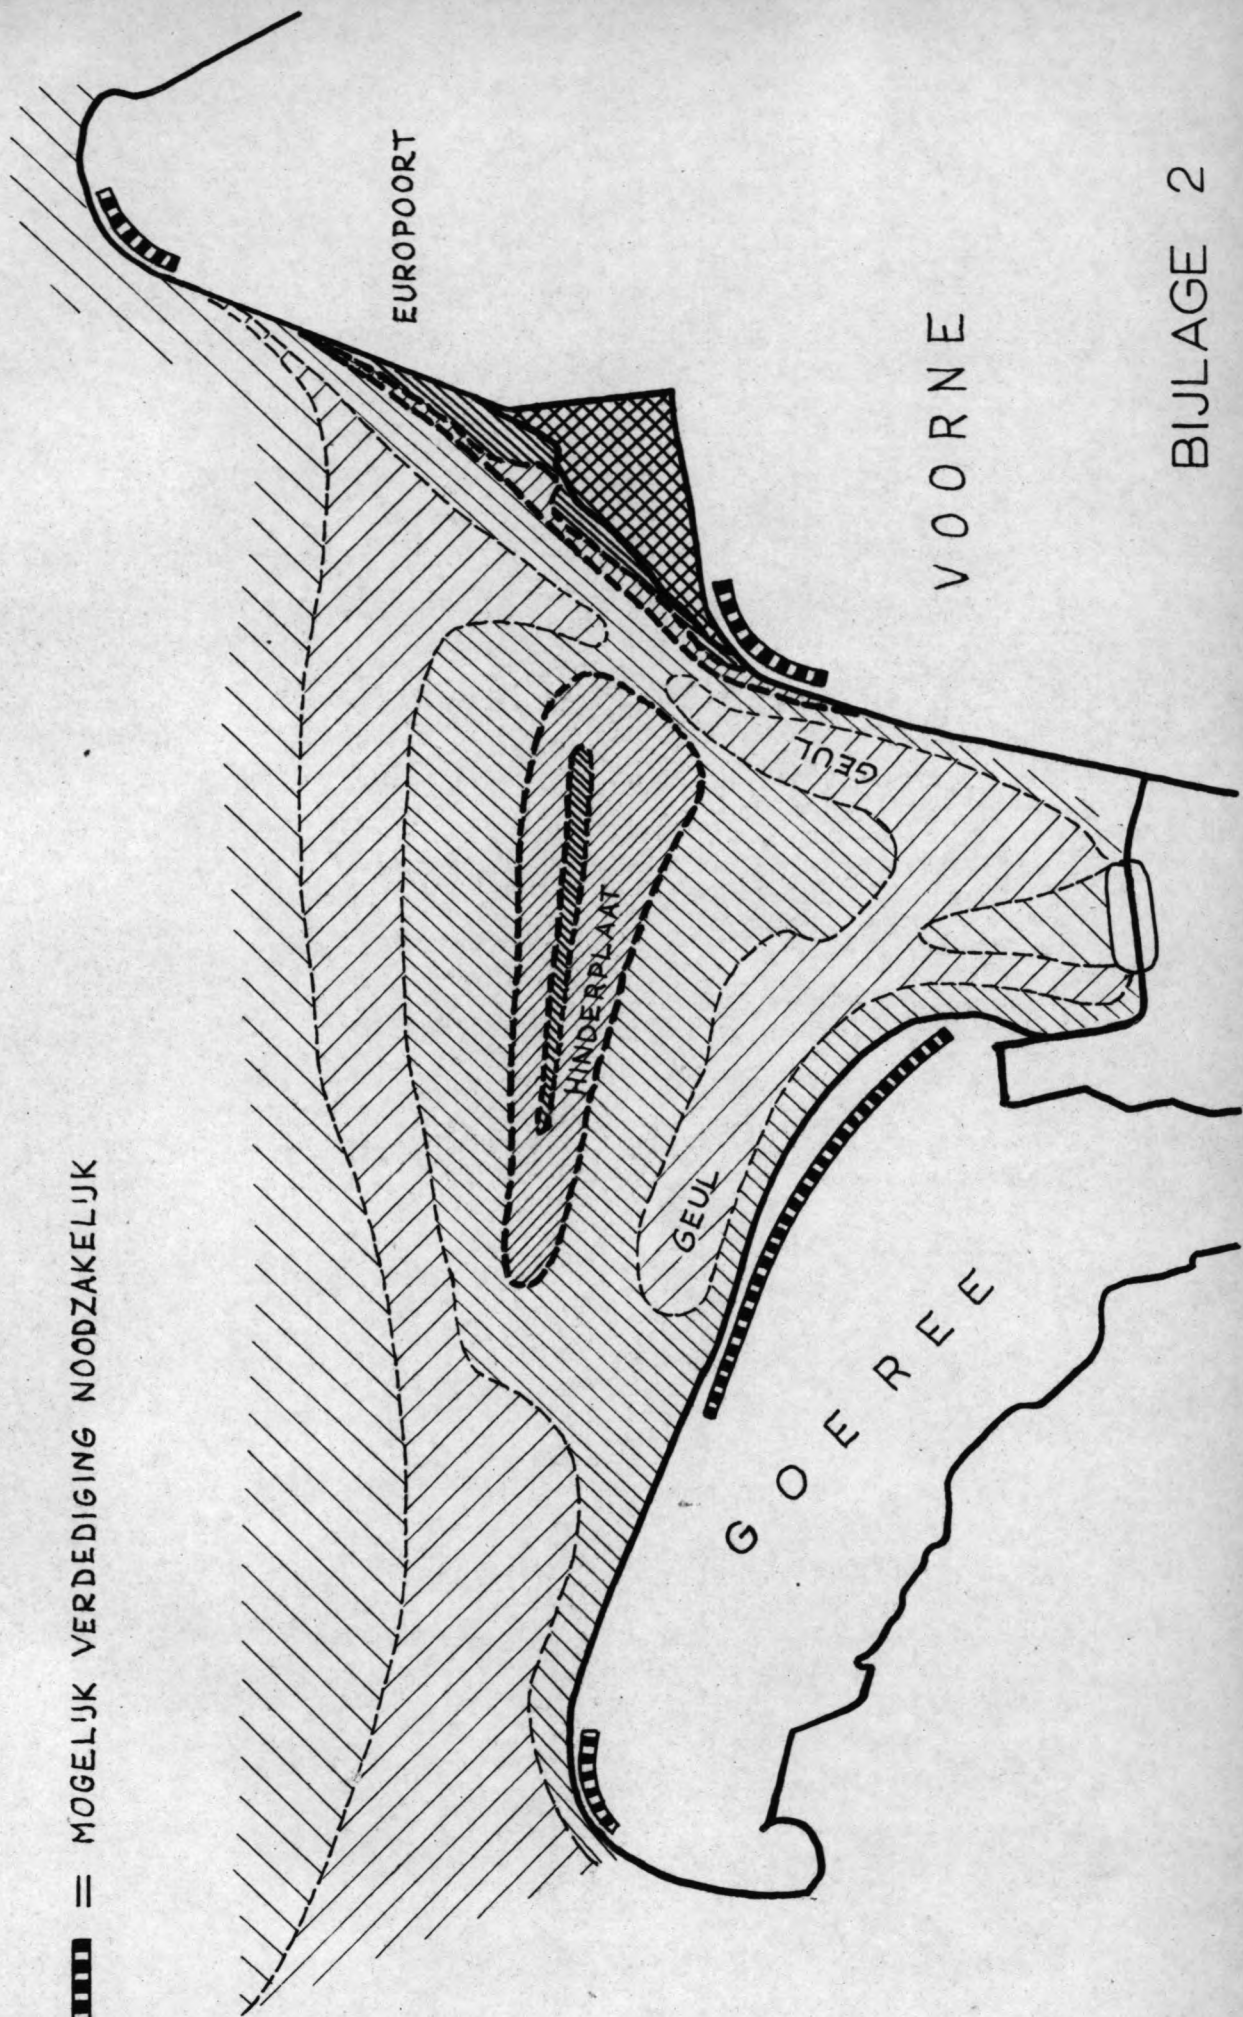 = MOGELIJK VERDEDIGING NOODZAKELIJK
EUROPOORT
HINDERPLAAT
GEUL
GEUL
VOORNE
GOEREE
BIJLAGE 2